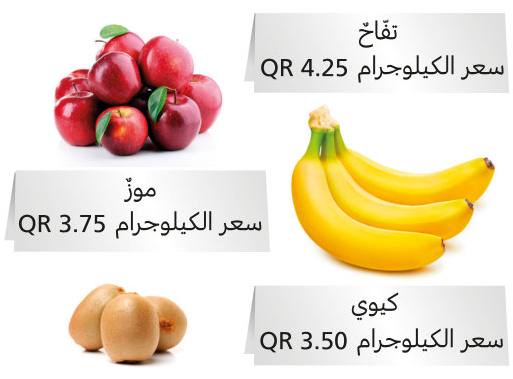 تفّاحٌ
سعر الكيلوجرام QR 4.25
موزٌ
سعر الكيلوجرام QR 3.75
كيوي
سعر الكيلوجرام QR 3.50